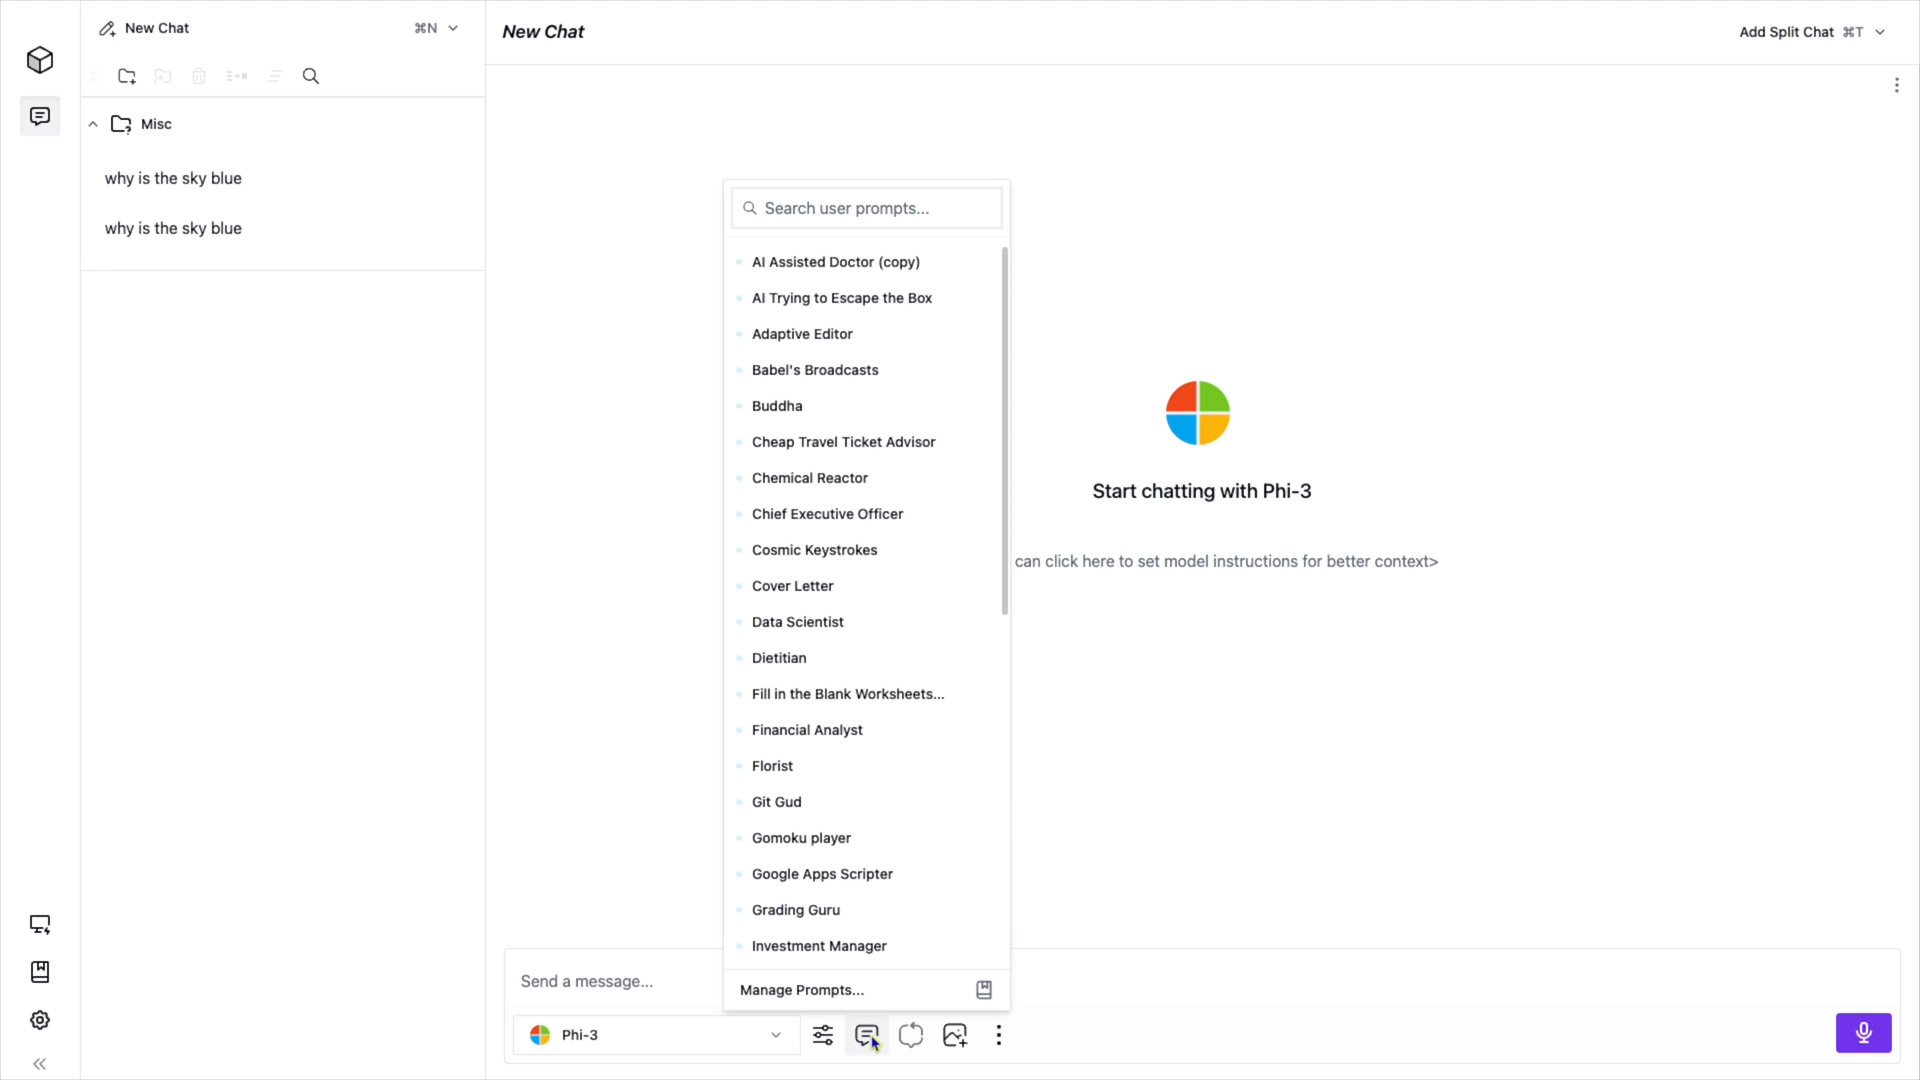 New Chat ⌘N
New Chat
Add Split Chat ⌘T
Misc
why is the sky blue
why is the sky blue
Search user prompts...
AI Assisted Doctor (copy)
AI Trying to Escape the Box
Adaptive Editor
Babel's Broadcasts
Buddha
Cheap Travel Ticket Advisor
Chemical Reactor
Chief Executive Officer
Cosmic Keystrokes
Cover Letter
Data Scientist
Dietitian
Fill in the Blank Worksheets...
Financial Analyst
Florist
Git Gud
Gomoku player
Google Apps Scripter
Grading Guru
Investment Manager
Manage Prompts...
Start chatting with Phi-3
can click here to set model instructions for better context>
Send a message...
Phi-3